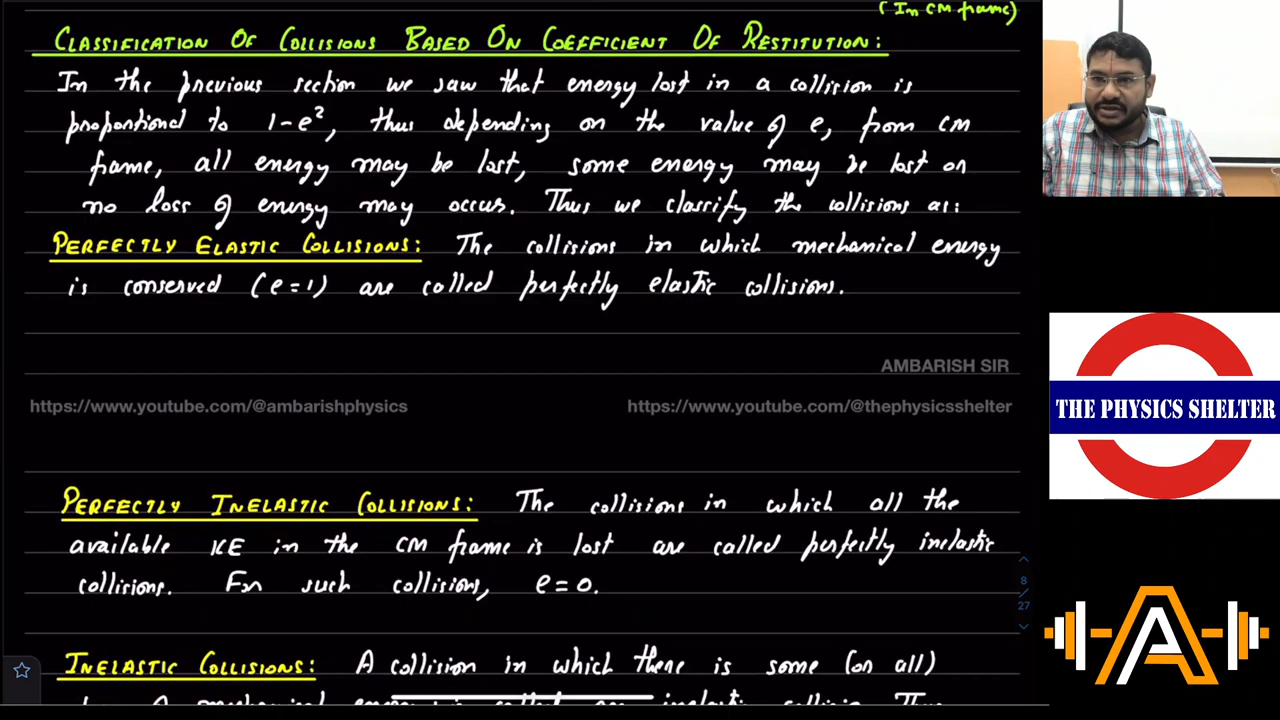 (In CM frame)
CLASSIFICATION OF COLLISIONS BASED ON COEFFICIENT OF RESTITUTION:
In the previous section we saw that energy lost in a collision is
proportional to 1-e², thus depending on the value of e, from CM
frame, all energy may be lost, some energy may be lost or
no loss of energy may occur. Thus we classify the collisions as:
PERFECTLY ELASTIC COLLISIONS: The collisions in which mechanical energy
is conserved (e=1) are called perfectly elastic collisions.
AMBARISH SIR
https://www.youtube.com/@ambarishphysics https://www.youtube.com/@thephysicsshelter
THE PHYSICS SHELTER
PERFECTLY INELASTIC COLLISIONS: The collisions in which all the
available KE in the CM frame is lost are called perfectly inelastic
collisions. For such collisions, e=0.
8
/
27
INELASTIC COLLISIONS: A collision in which there is some (or all)
mechanical inelastic collision. Thus